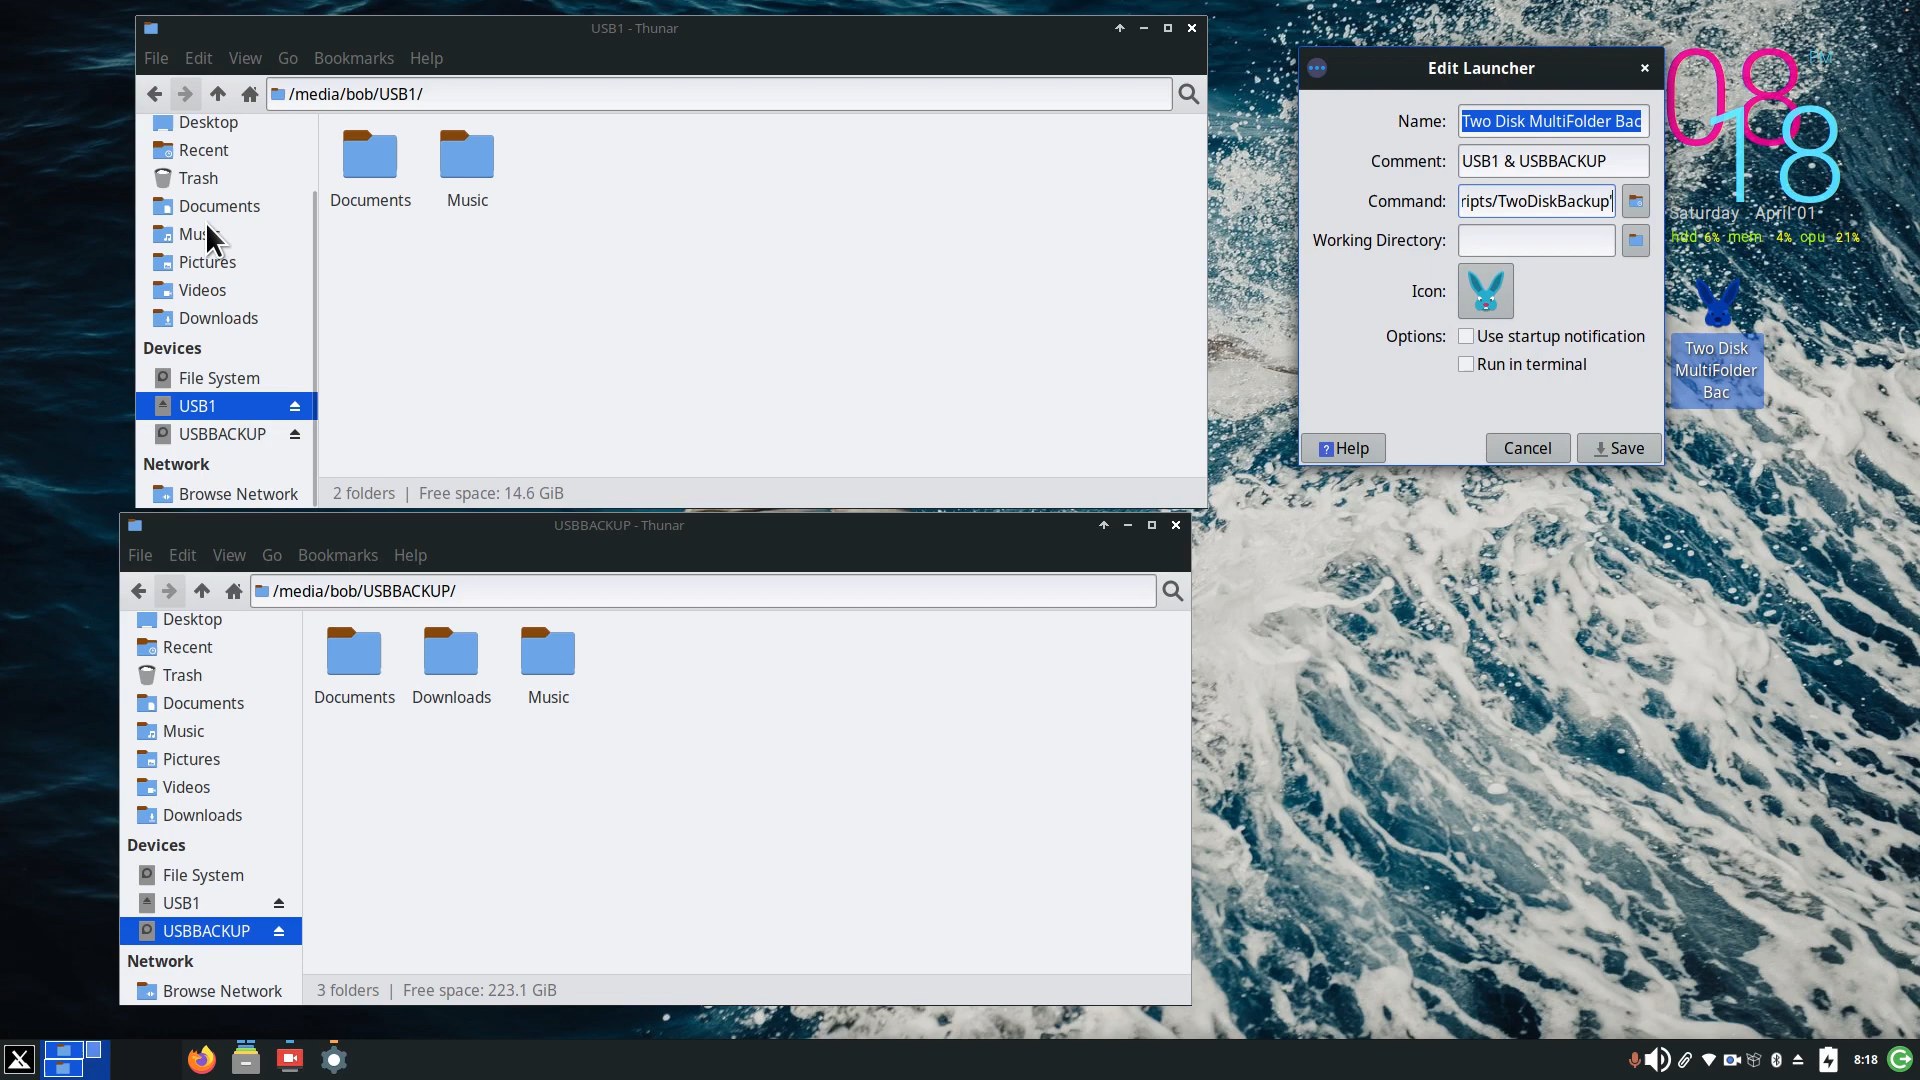 USB1 - Thunar
File Edit View Go Bookmarks Help
/media/bob/USB1/
Desktop
Recent
Trash
Documents
Pictures
Videos
Downloads
Devices
File System
USB1
USBBACKUP
Network
Browse Network
Documents Music
2 folders | Free space: 14.6 GiB
USBBACKUP - Thunar
File Edit View Go Bookmarks Help
/media/bob/USBBACKUP/
Desktop
Recent
Trash
Documents
Music
Pictures
Videos
Downloads
Devices
File System
USB1
USBBACKUP
Network
Browse Network
Documents Downloads Music
3 folders | Free space: 223.1 GiB
Edit Launcher
Name: Two Disk MultiFolder Bac
Comment: USB1 & USBBACKUP
Command: ripts/TwoDiskBackup'
Working Directory:
Icon:
Options: Use startup notification
Run in terminal
Help Cancel Save
08 PM
18
Saturday April 01
hdd 6% mem 4% cpu 21%
Two Disk
MultiFolder
Bac
8:18